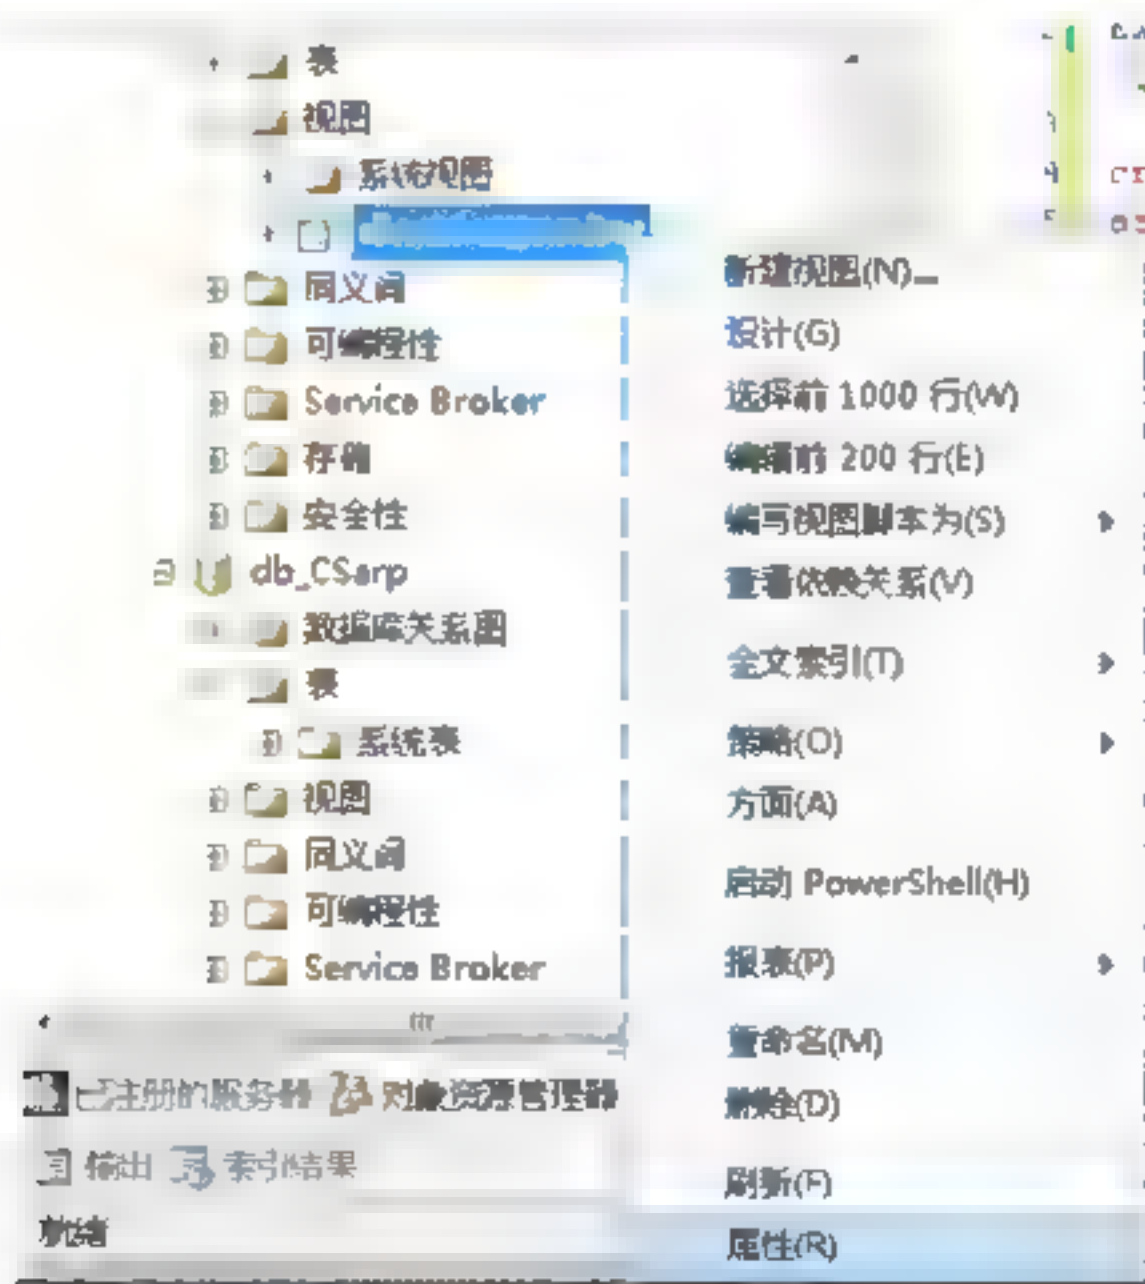 表
视图
系统视图
同义词
可编程性
Service Broker
存储
安全性
db_CSerp
数据库关系图
表
系统表
视图
同义词
可编程性
Service Broker
已注册的服务器 对象资源管理器
输出 索引结果
就绪
新建视图(N)...
设计(G)
选择前 1000 行(W)
编辑前 200 行(E)
编写视图脚本为(S)
查看依赖关系(V)
全文索引(T)
策略(O)
方面(A)
启动 PowerShell(H)
报表(P)
重命名(M)
删除(D)
刷新(F)
属性(R)